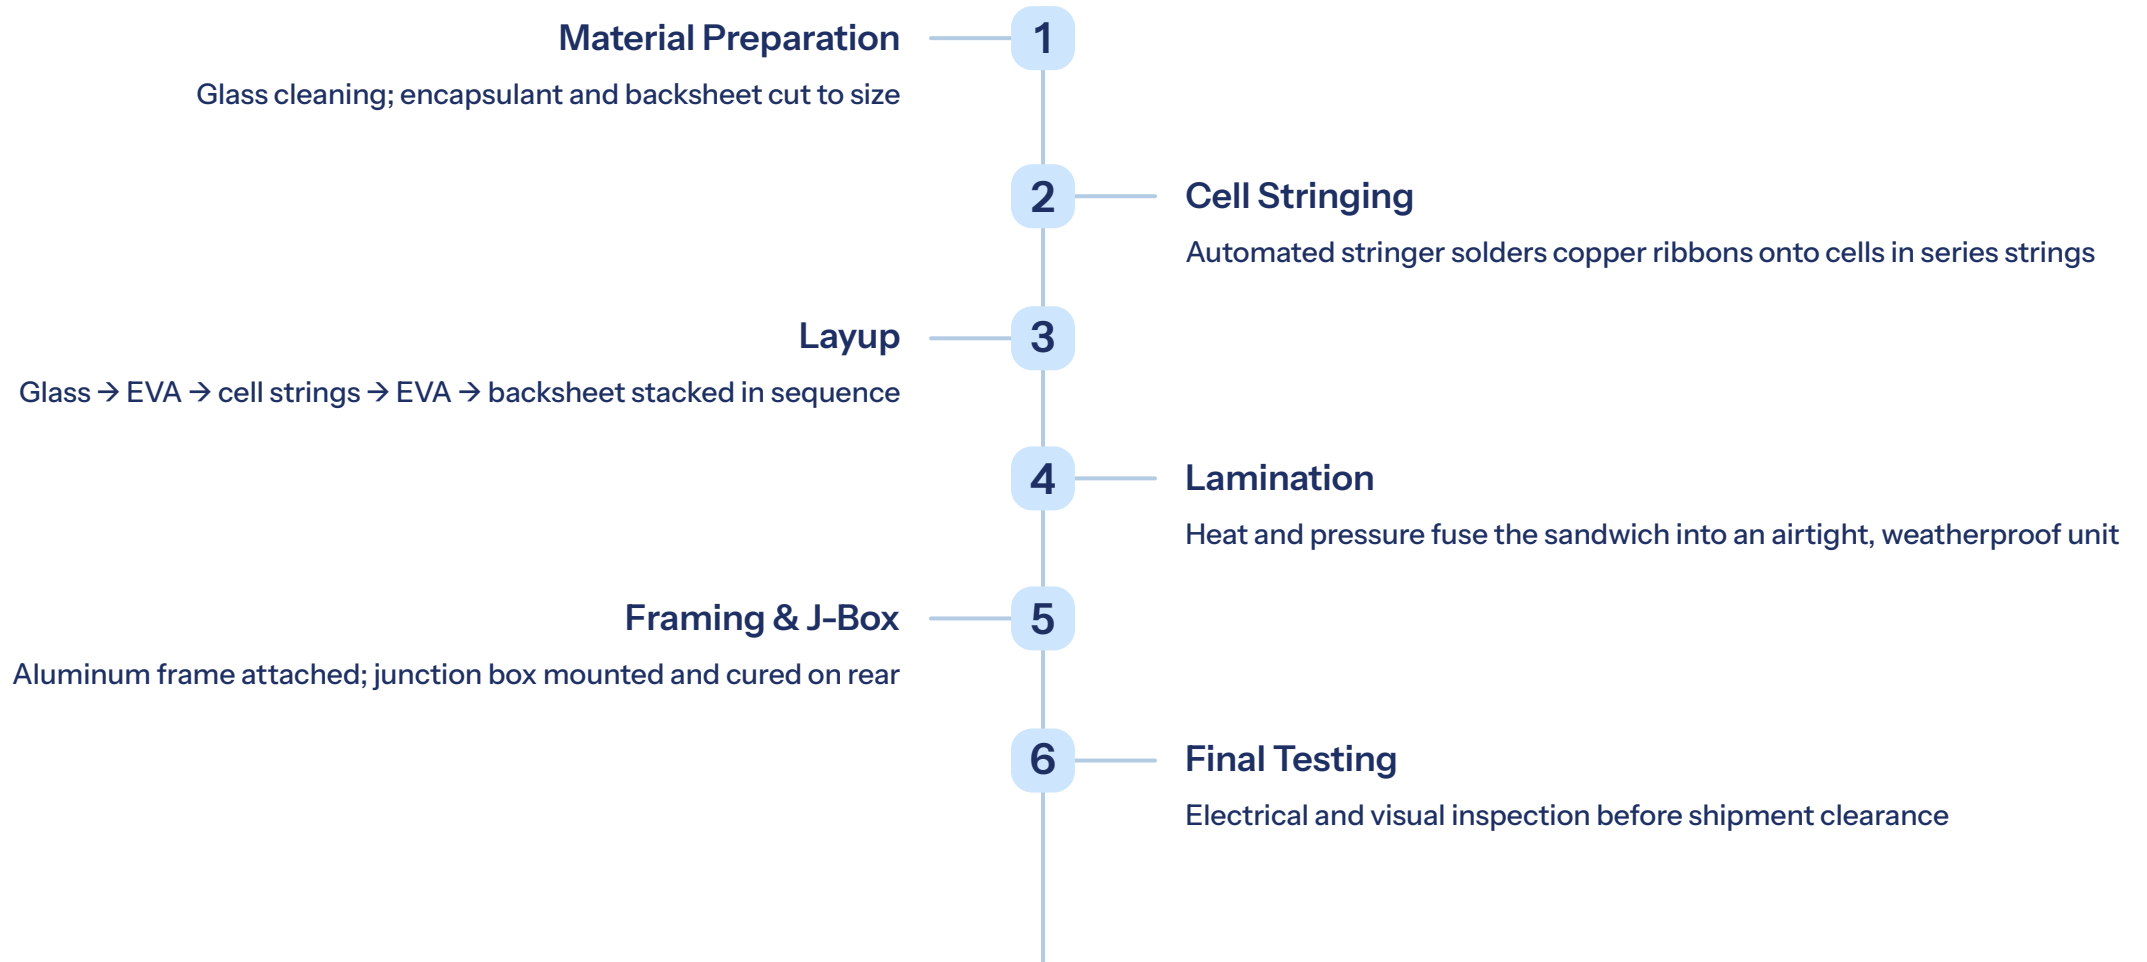 1
Material Preparation
Glass cleaning; encapsulant and backsheet cut to size
2
Cell Stringing
Automated stringer solders copper ribbons onto cells in series strings
3
Layup
Glass → EVA → cell strings → EVA → backsheet stacked in sequence
4
Lamination
Heat and pressure fuse the sandwich into an airtight, weatherproof unit
5
Framing & J-Box
Aluminum frame attached; junction box mounted and cured on rear
6
Final Testing
Electrical and visual inspection before shipment clearance